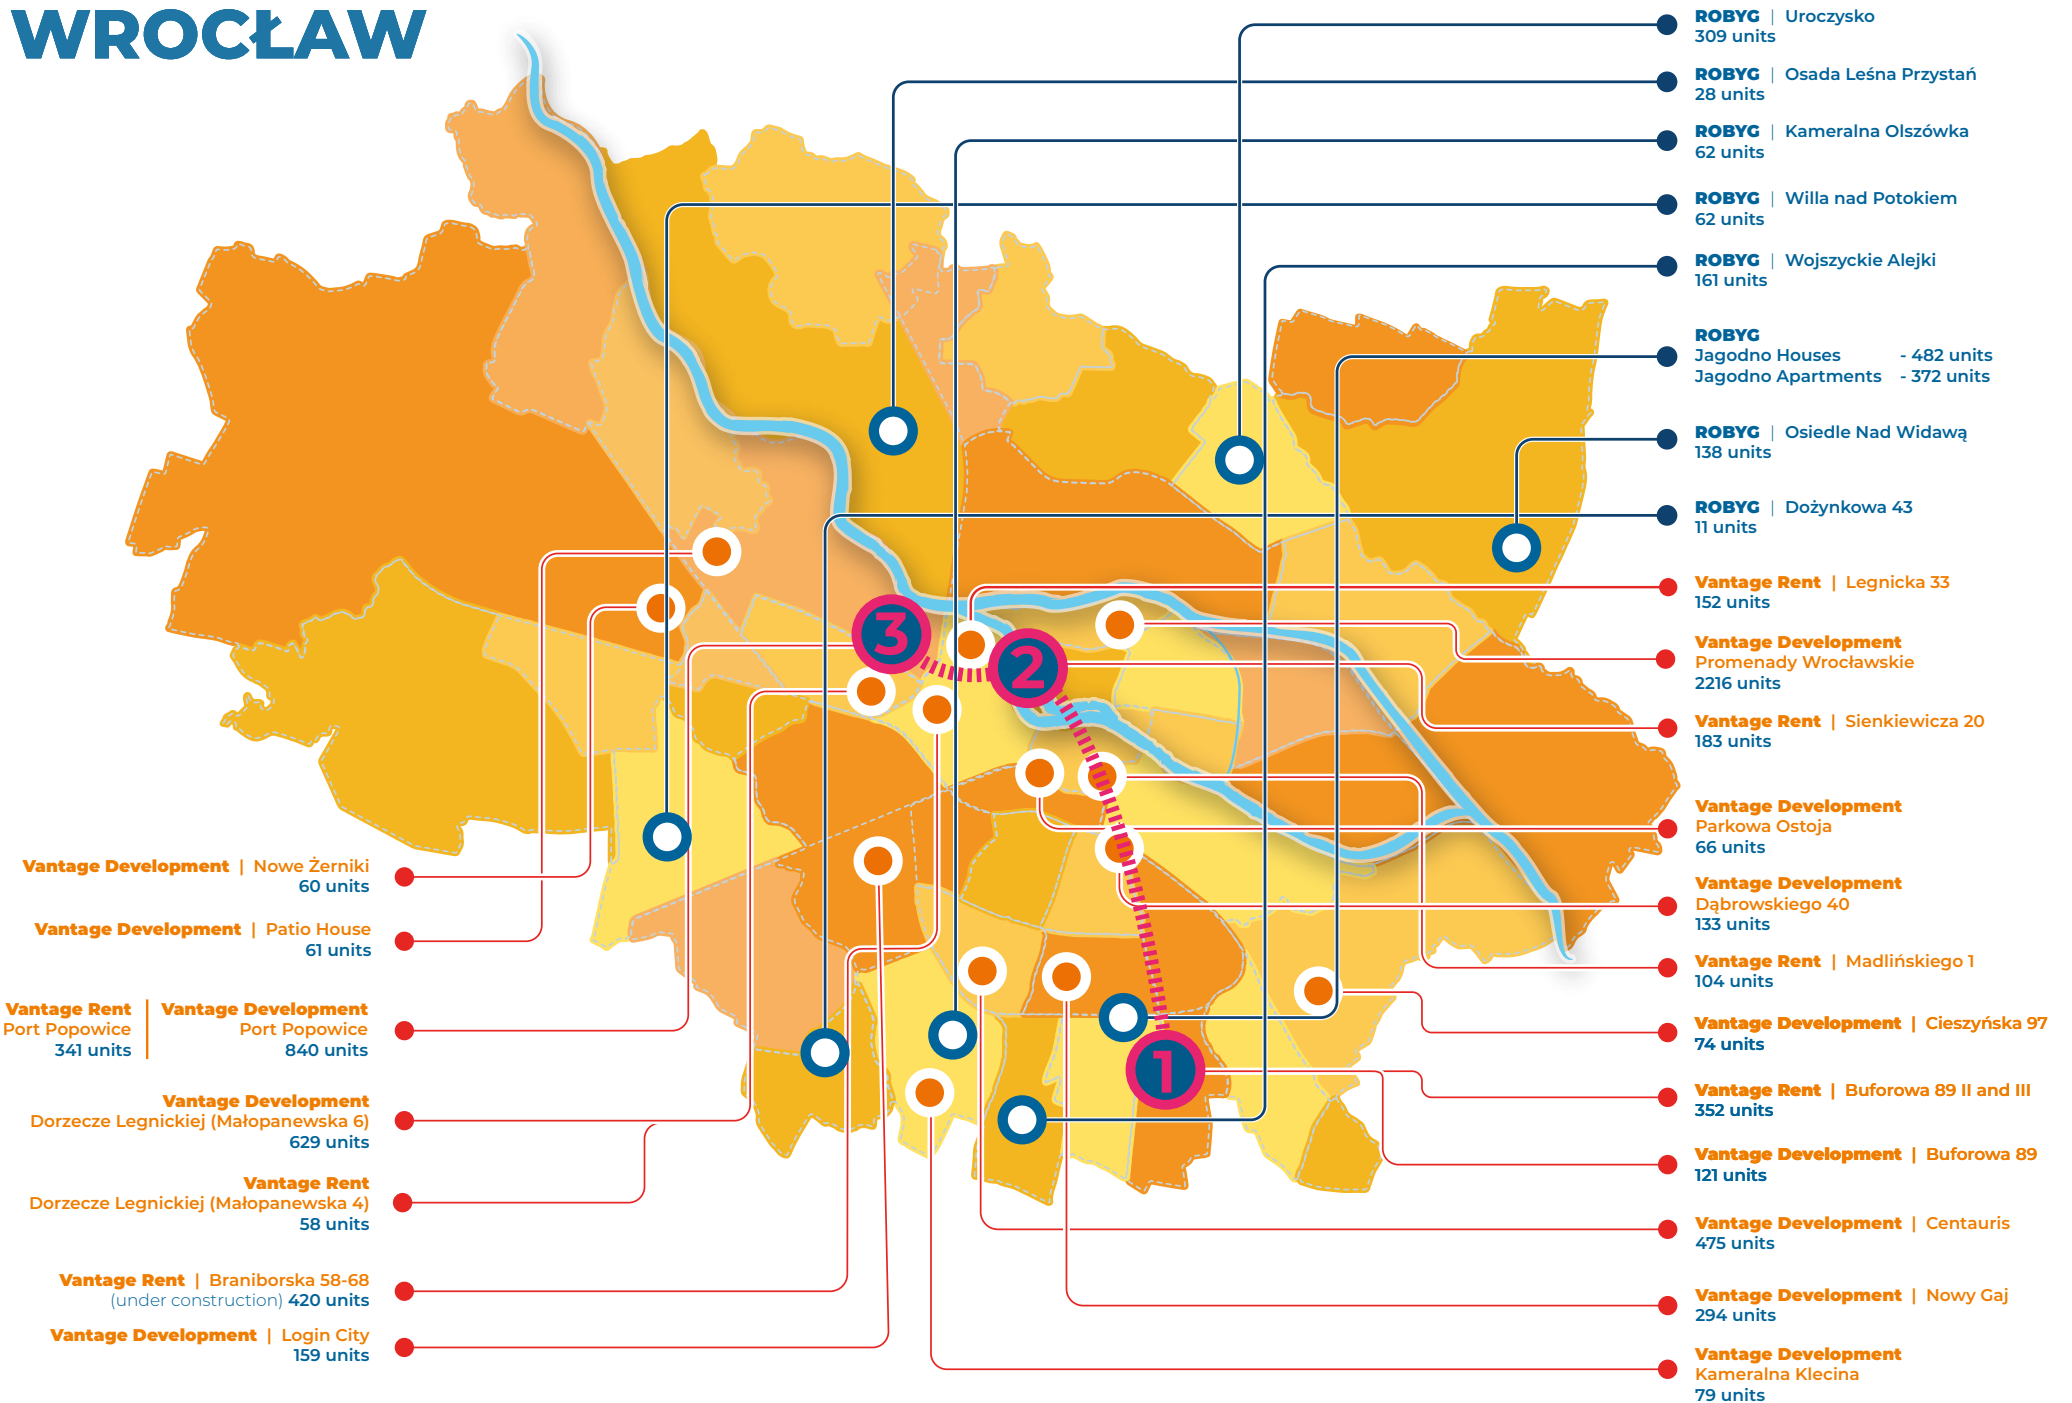 WROCŁAW
ROBYG | Uroczysko
309 units
ROBYG | Osada Leśna Przystań
28 units
ROBYG | Kameralna Olszówka
62 units
ROBYG | Willa nad Potokiem
62 units
ROBYG | Wojszyckie Alejki
161 units
ROBYG
Jagodno Houses - 482 units
Jagodno Apartments - 372 units
ROBYG | Osiedle Nad Widawą
138 units
ROBYG | Dożynkowa 43
11 units
Vantage Rent | Legnicka 33
152 units
Vantage Development
Promenady Wrocławskie
2216 units
Vantage Rent | Sienkiewicza 20
183 units
Vantage Development
Parkowa Ostoja
66 units
Vantage Development
Dąbrowskiego 40
133 units
Vantage Rent | Madlińskiego 1
104 units
Vantage Development | Cieszyńska 97
74 units
Vantage Rent | Buforowa 89 II and III
352 units
Vantage Development | Buforowa 89
121 units
Vantage Development | Centauris
475 units
Vantage Development | Nowy Gaj
294 units
Vantage Development
Kameralna Klecina
79 units
3
2
1
Vantage Development | Nowe Żerniki
60 units
Vantage Development | Patio House
61 units
Vantage Rent | Vantage Development
Port Popowice Port Popowice
341 units 840 units
Vantage Development
Dorzecze Legnickiej (Małopanewska 6)
629 units
Vantage Rent
Dorzecze Legnickiej (Małopanewska 4)
58 units
Vantage Rent | Braniborska 58-68
(under construction) 420 units
Vantage Development | Login City
159 units